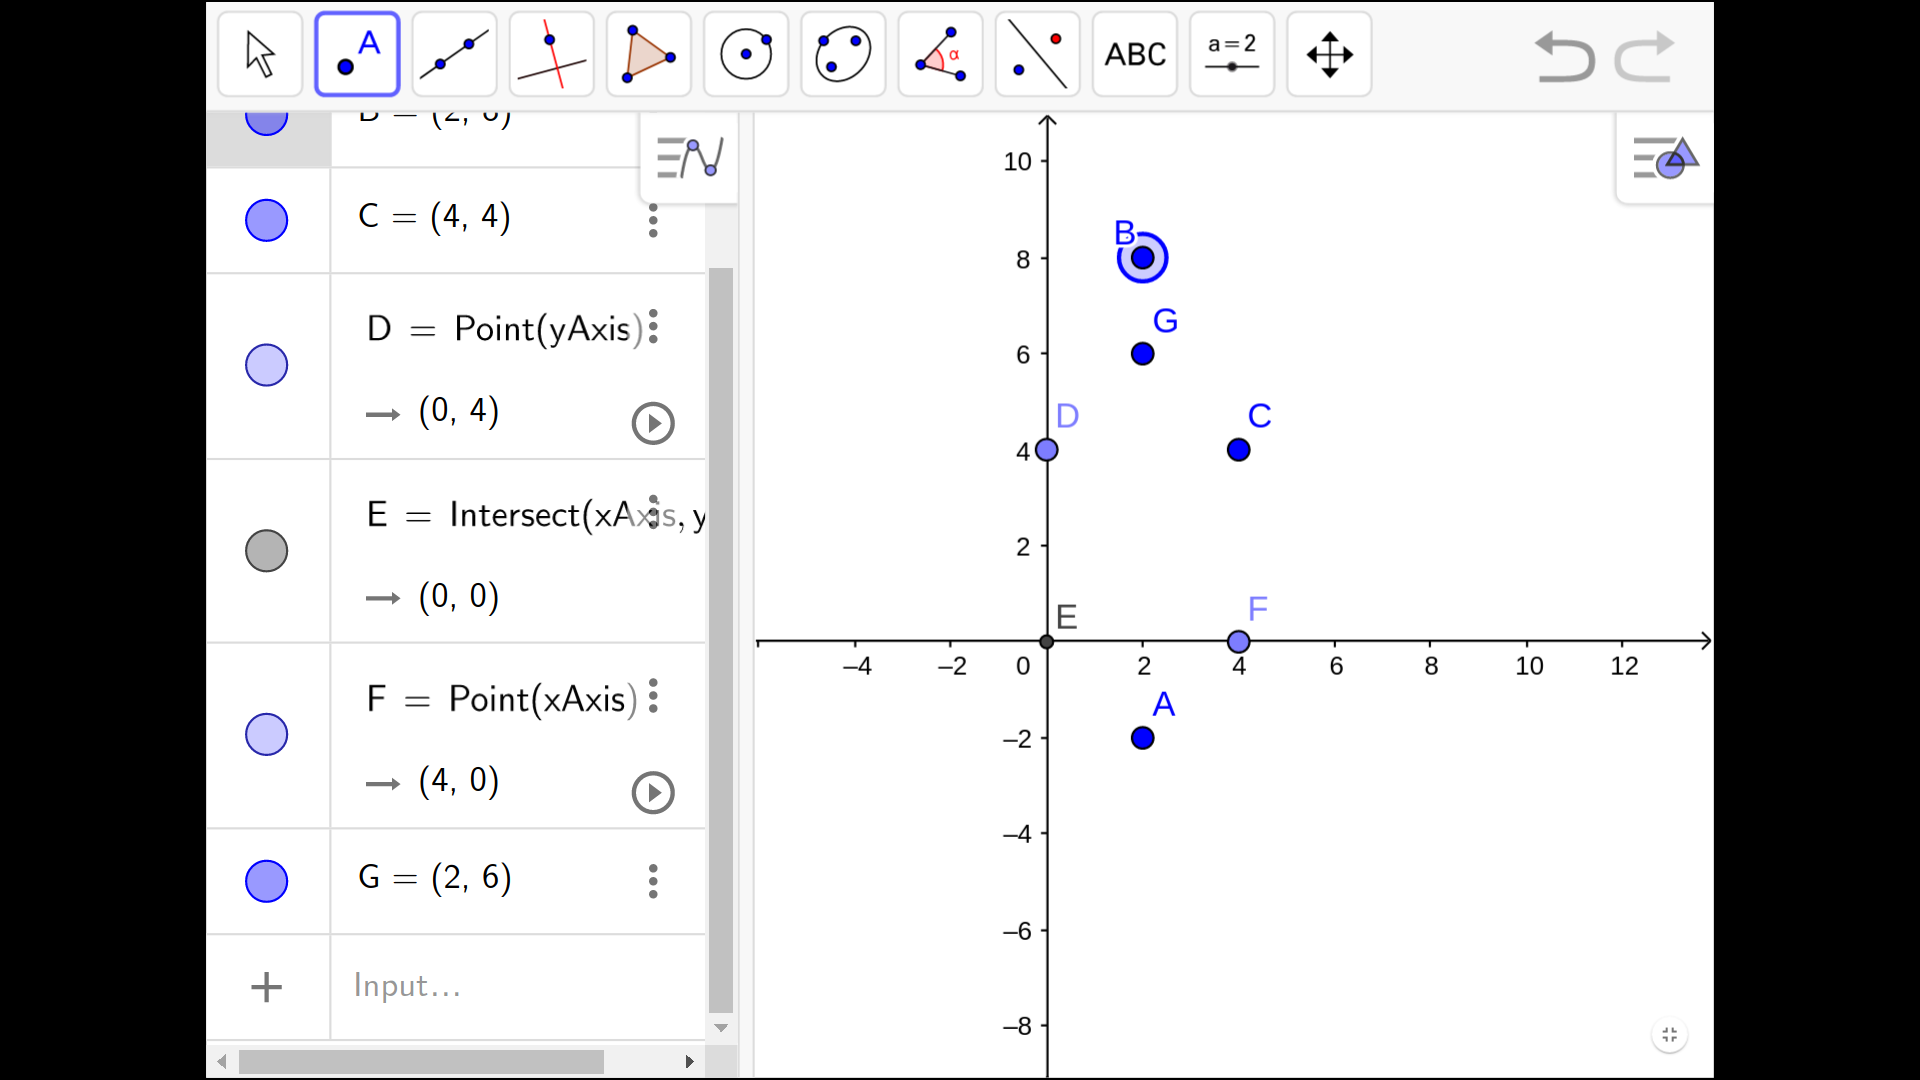 A
α
ABC
a = 2
B = (2, 8)
C = (4, 4)
D = Point(yAxis)
→ (0, 4)
E = Intersect(xAxis, y
→ (0, 0)
F = Point(xAxis)
→ (4, 0)
G = (2, 6)
+ Input…
10
B
8
G
6
D
C
4
2
E
F
–4 –2 0 2 4 6 8 10 12
A
–2
–4
–6
–8